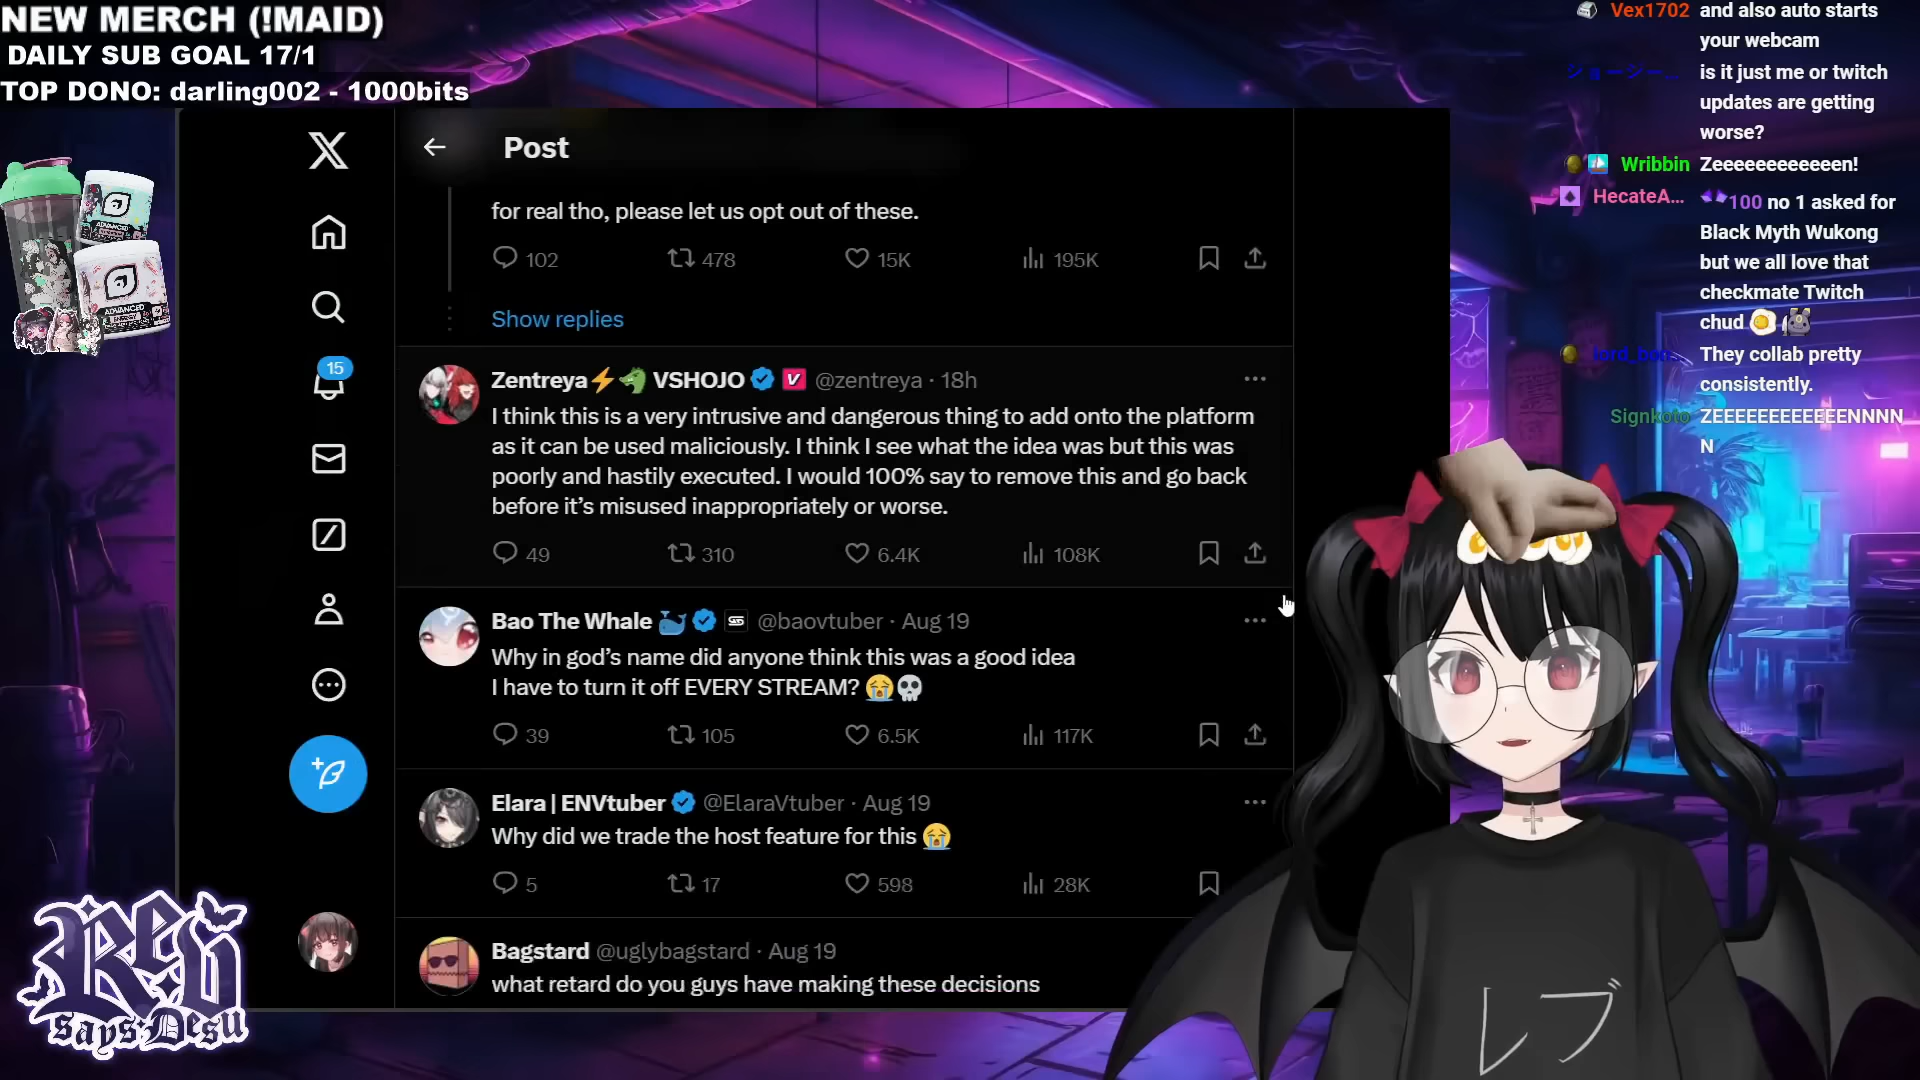 NEW MERCH (!MAID)
DAILY SUB GOAL 17/1
TOP DONO: darling002 - 1000bits
Post
for real tho, please let us opt out of these.
102 478 15K 195K
Show replies
15
Zentreya⚡🐲 VSHOJO @zentreya · 18h
I think this is a very intrusive and dangerous thing to add onto the platform
as it can be used maliciously. I think I see what the idea was but this was
poorly and hastily executed. I would 100% say to remove this and go back
before it's misused inappropriately or worse.
49 310 6.4K 108K
Bao The Whale 🐳 @baovtuber · Aug 19
Why in god's name did anyone think this was a good idea
I have to turn it off EVERY STREAM? 😭💀
39 105 6.5K 117K
Elara | ENVtuber @ElaraVtuber · Aug 19
Why did we trade the host feature for this 😭
5 17 598 28K
Bagstard @uglybagstard · Aug 19
what retard do you guys have making these decisions
Vex1702 and also auto starts
your webcam
ジョージー... is it just me or twitch
updates are getting
worse?
Wribbin Zeeeeeeeeeeeen!
HecateA... 100 no 1 asked for
Black Myth Wukong
but we all love that
checkmate Twitch
chud
lord_bon... They collab pretty
consistently.
Signkoto ZEEEEEEEEEEEENNNN
N
ReV
says:Desu
ADVANCED
ADVANCED
レブ